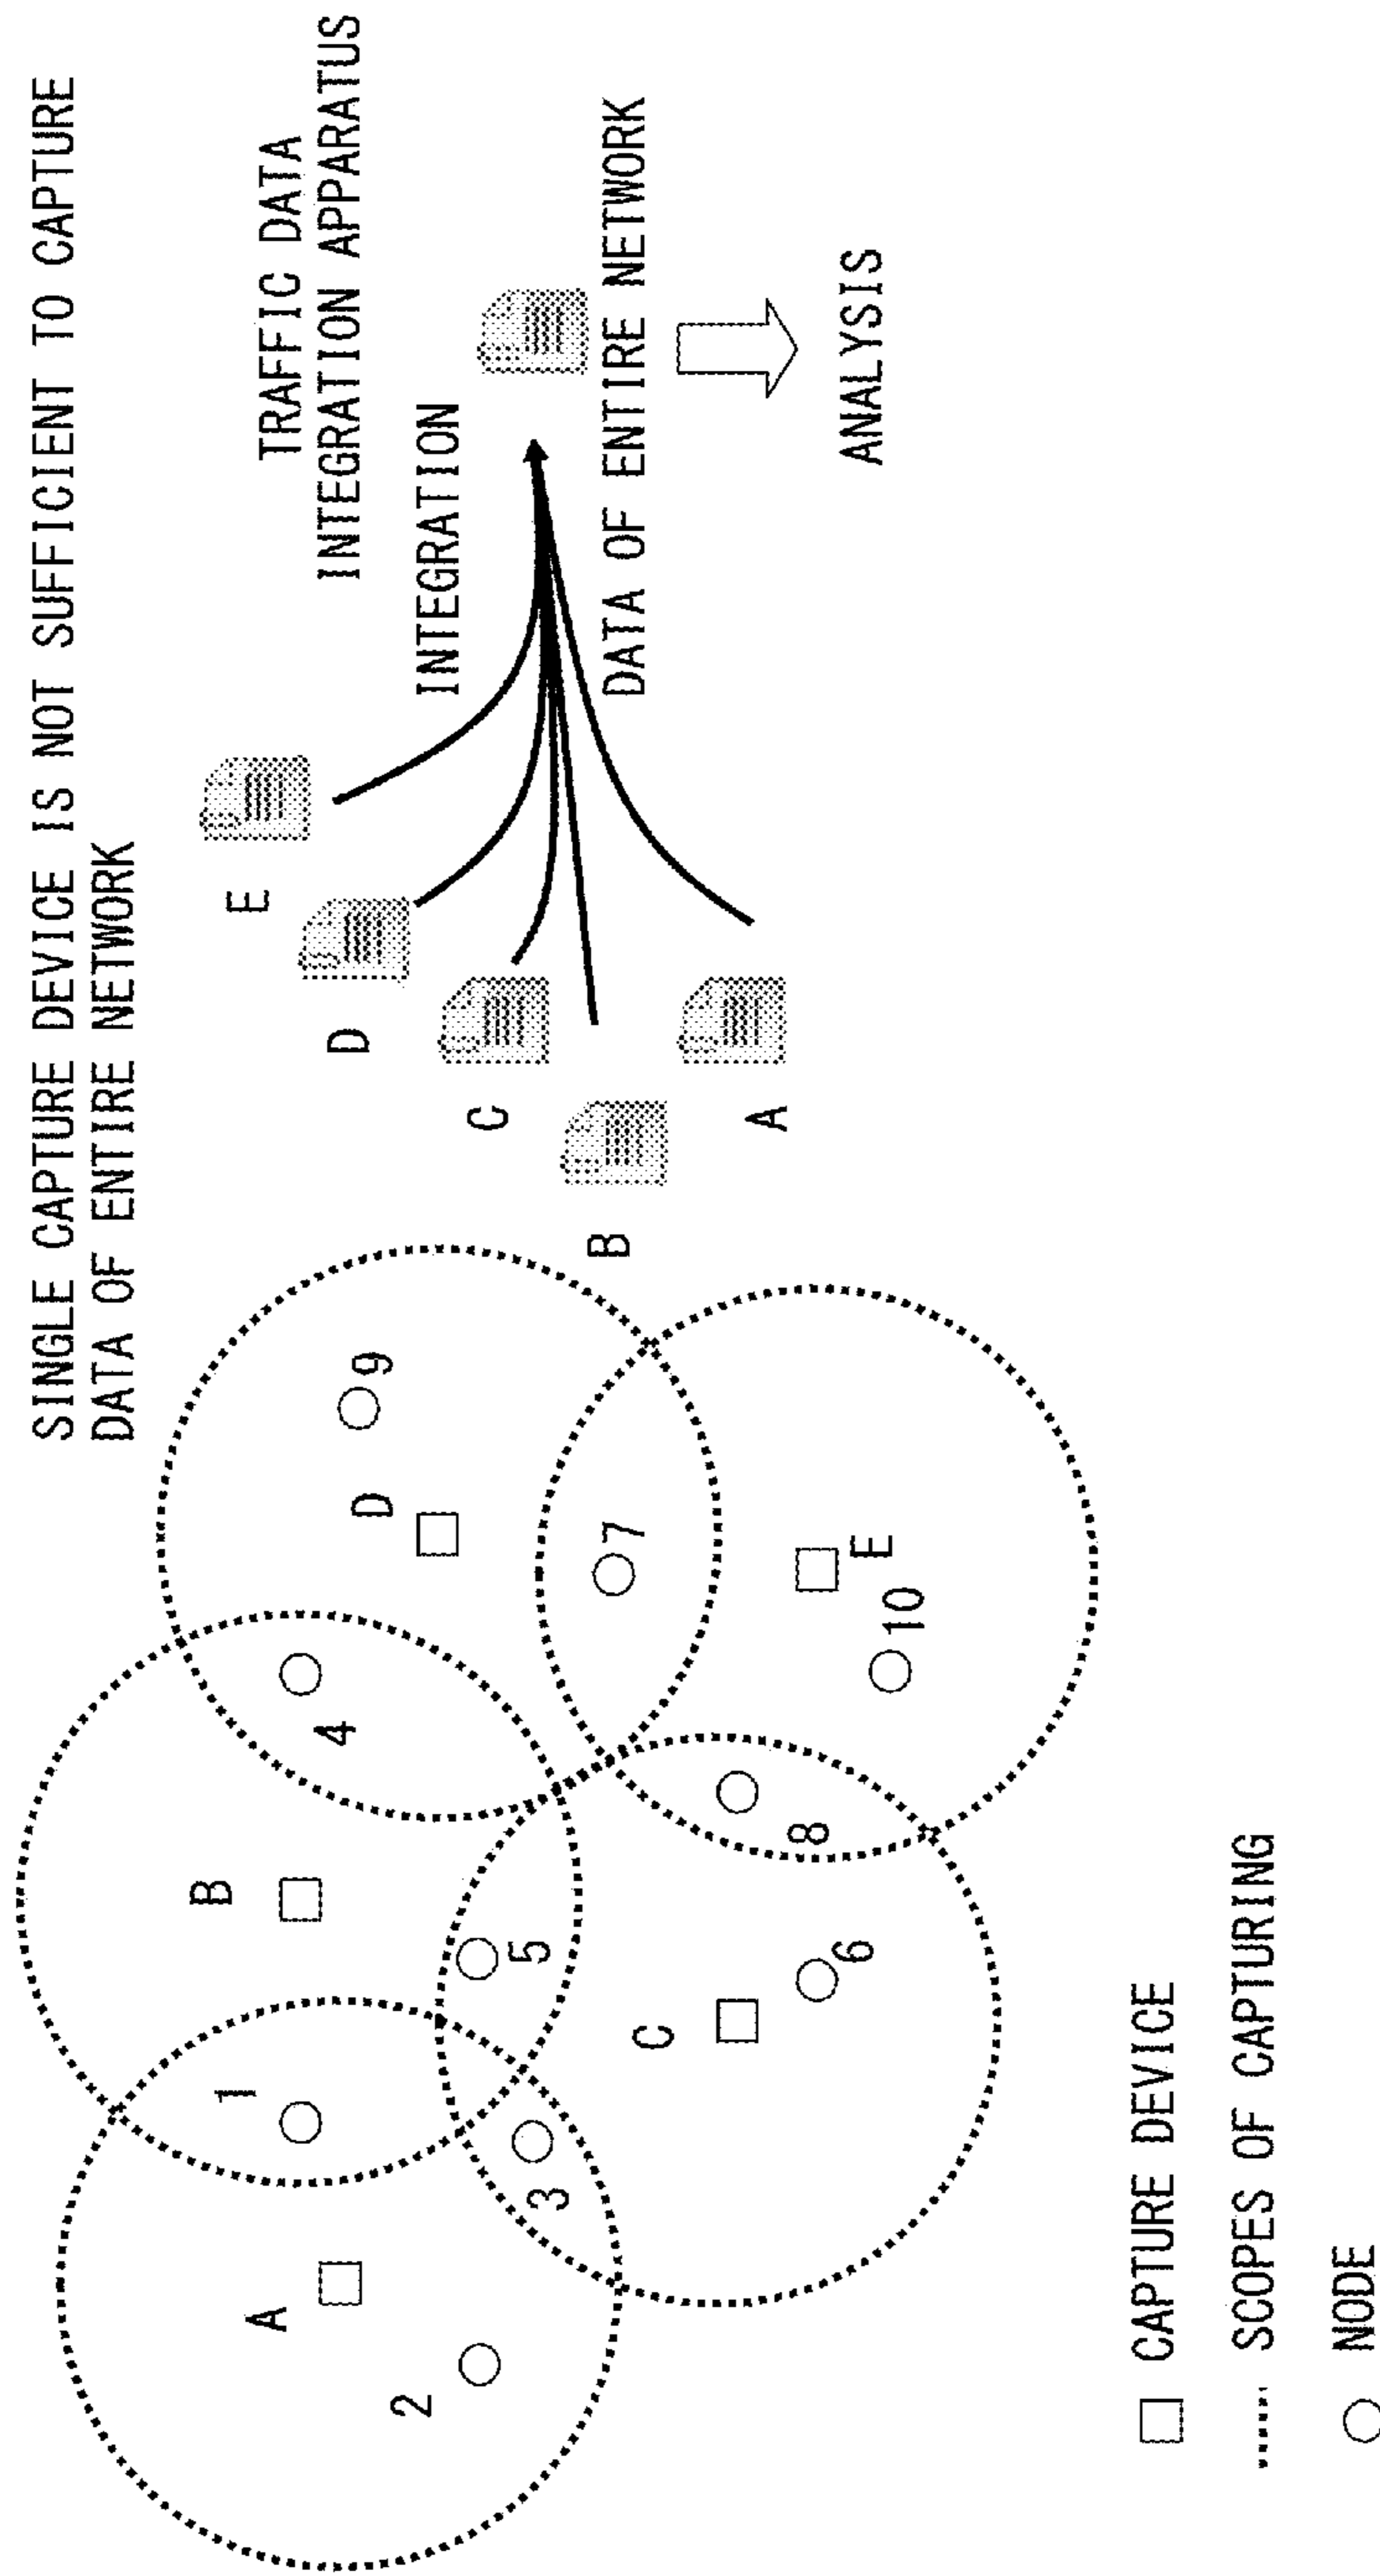 SINGLE CAPTURE DEVICE IS NOT SUFFICIENT TO CAPTURE
DATA OF ENTIRE NETWORK
A
B
C
D
E
1
2
3
4
5
6
7
8
9
10
E
D
C
B
A
TRAFFIC DATA
INTEGRATION APPARATUS
INTEGRATION
DATA OF ENTIRE NETWORK
ANALYSIS
CAPTURE DEVICE
SCOPES OF CAPTURING
NODE